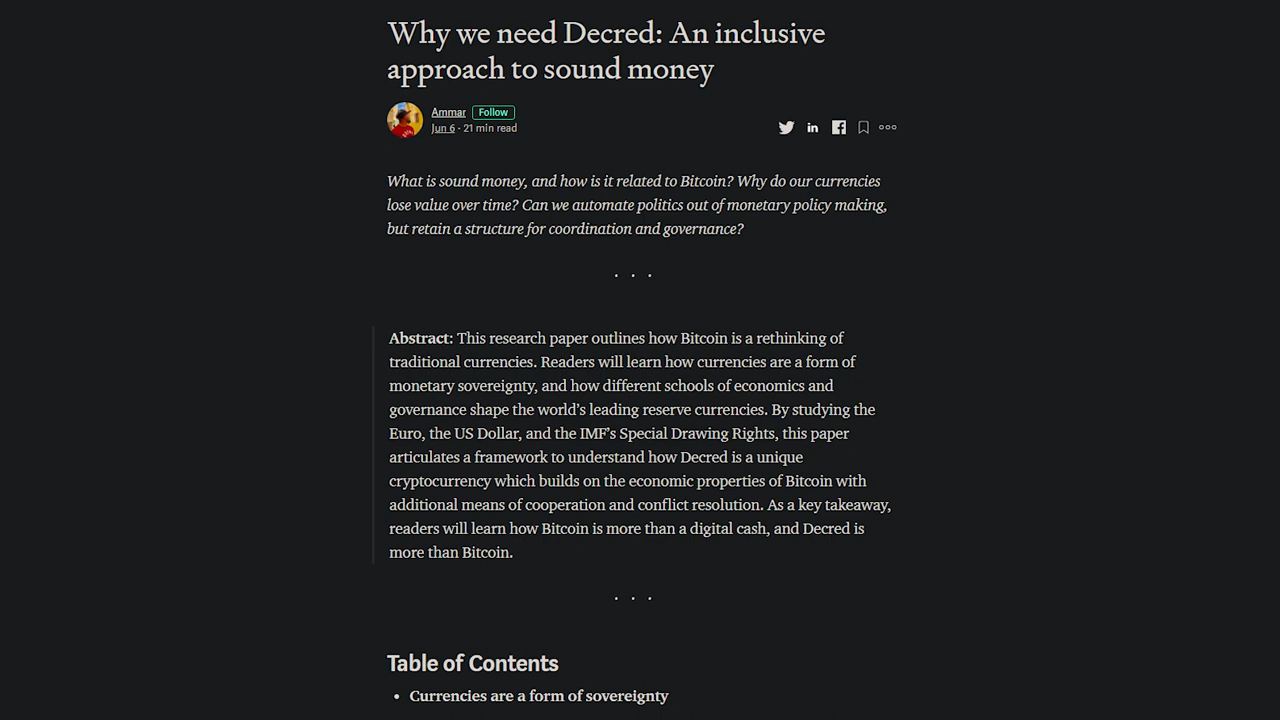 Why we need Decred: An inclusive
approach to sound money
Ammar Follow
Jun 6 · 21 min read
What is sound money, and how is it related to Bitcoin? Why do our currencies
lose value over time? Can we automate politics out of monetary policy making,
but retain a structure for coordination and governance?
. . .
Abstract: This research paper outlines how Bitcoin is a rethinking of
traditional currencies. Readers will learn how currencies are a form of
monetary sovereignty, and how different schools of economics and
governance shape the world’s leading reserve currencies. By studying the
Euro, the US Dollar, and the IMF’s Special Drawing Rights, this paper
articulates a framework to understand how Decred is a unique
cryptocurrency which builds on the economic properties of Bitcoin with
additional means of cooperation and conflict resolution. As a key takeaway,
readers will learn how Bitcoin is more than a digital cash, and Decred is
more than Bitcoin.
. . .
Table of Contents
• Currencies are a form of sovereignty